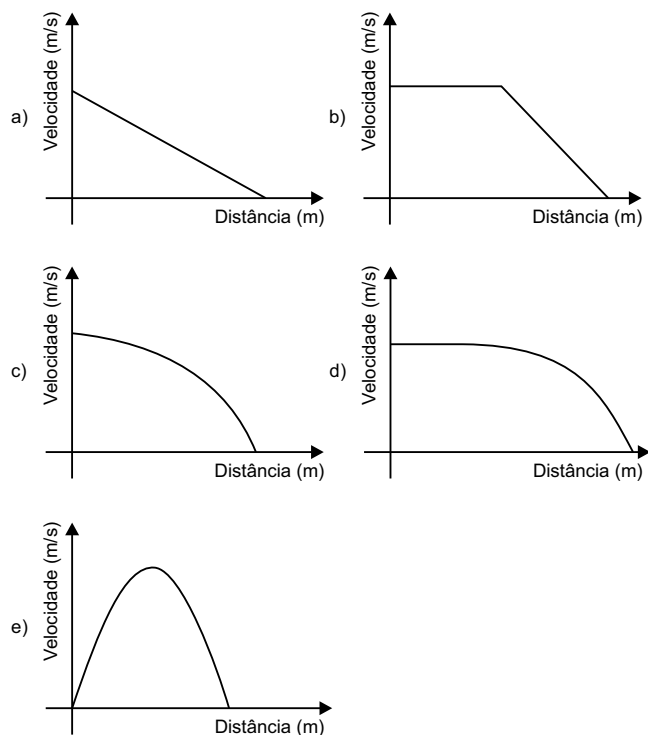 a)
Velocidade (m/s)
Distância (m)
b)
Velocidade (m/s)
Distância (m)
c)
Velocidade (m/s)
Distância (m)
d)
Velocidade (m/s)
Distância (m)
e)
Velocidade (m/s)
Distância (m)